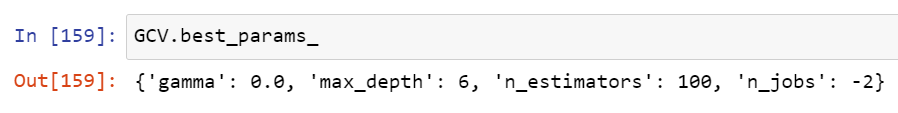 In [159]: GCV.best_params_
Out[159]: {'gamma': 0.0, 'max_depth': 6, 'n_estimators': 100, 'n_jobs': -2}